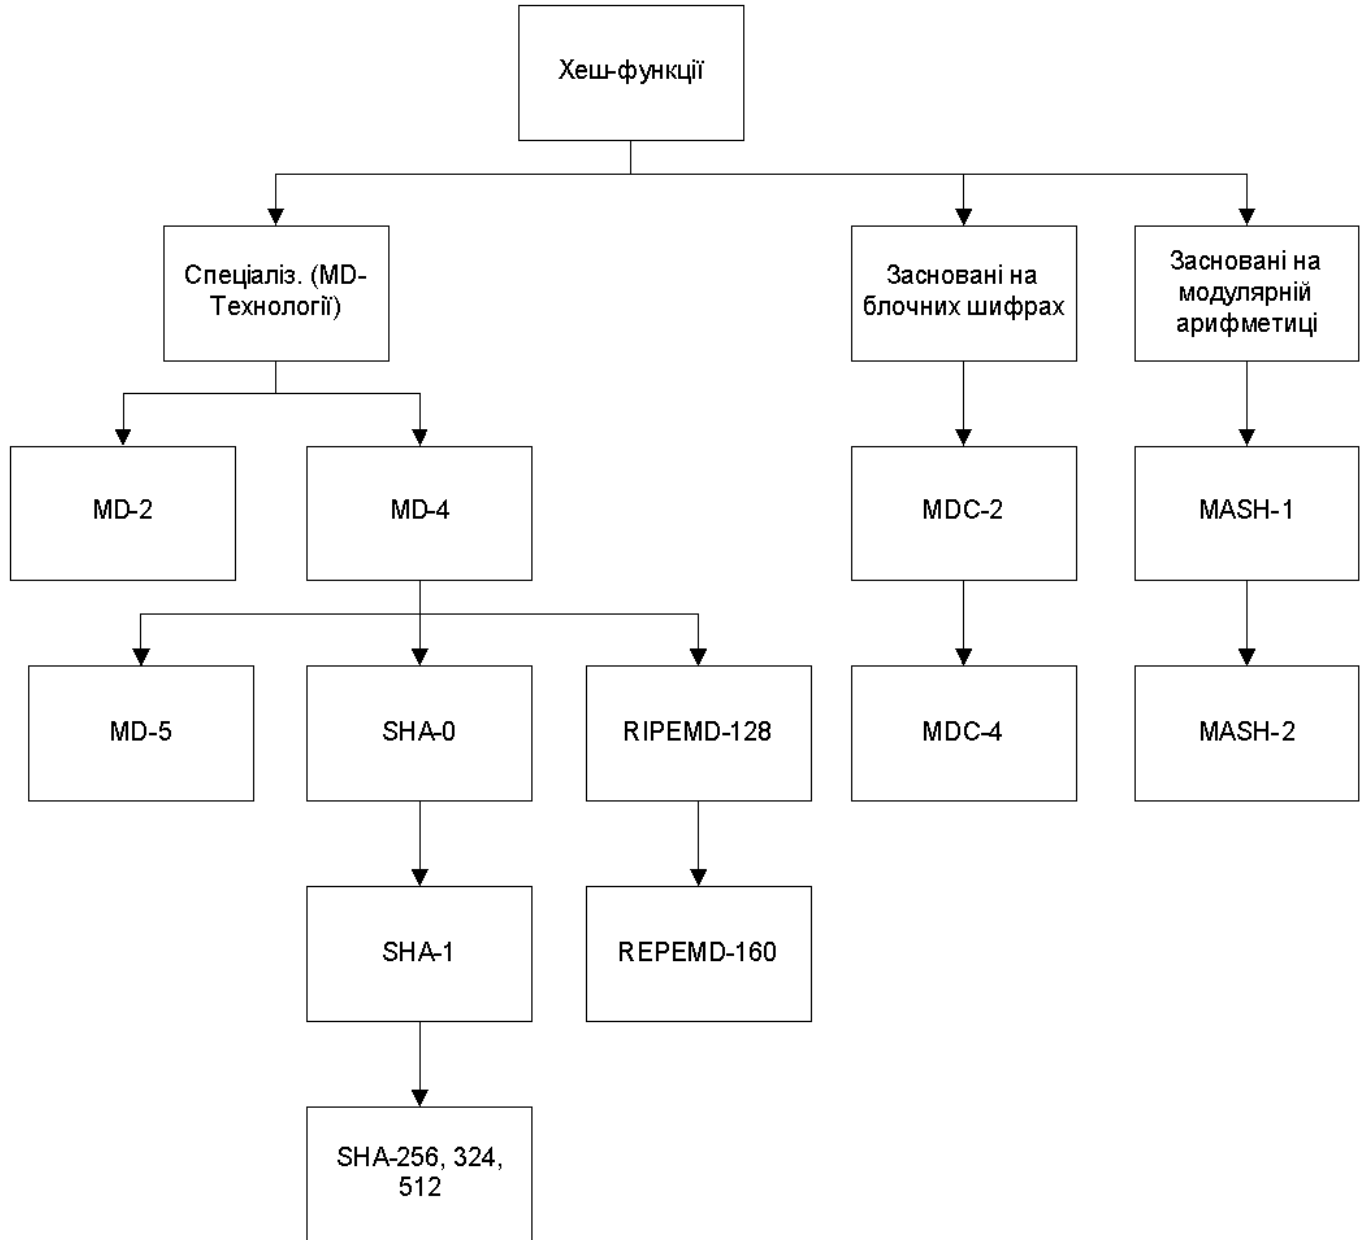 Хеш-функції
Спеціаліз. (MD-
Технології)
Засновані на
блочних шифрах
Засновані на
модулярній
арифметиці
MD-2
MD-4
MDC-2
MASH-1
MD-5
SHA-0
RIPEMD-128
MDC-4
MASH-2
SHA-1
REPEMD-160
SHA-256, 324,
512